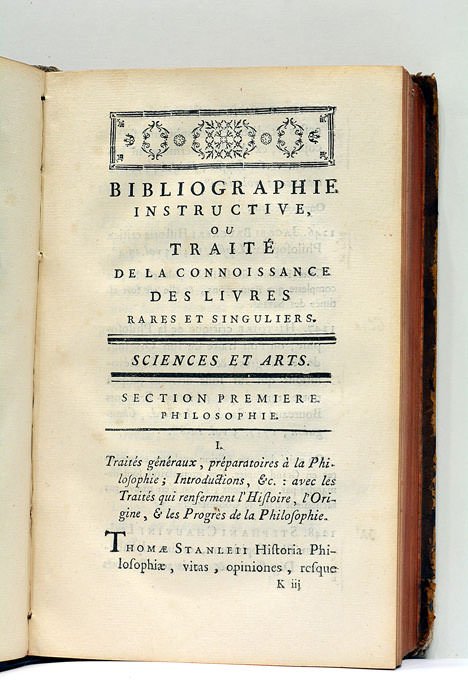 BIBLIOGRAPHIE
INSTRUCTIVE,
OU
TRAITÉ
DE LA CONNOISSANCE
DES LIVRES
RARES ET SINGULIERS.
SCIENCES ET ARTS.
SECTION PREMIERE.
PHILOSOPHIE.
I.
Traités généraux, préparatoires à la Phi-
losophie; Introductions, &c. : avec les
Traités qui renferment l'Histoire, l'Ori-
gine, & les Progrès de la Philosophie.
THOMÆ STANLEII Historia Phi-
losophiæ, vitas, opiniones, resque
K iij